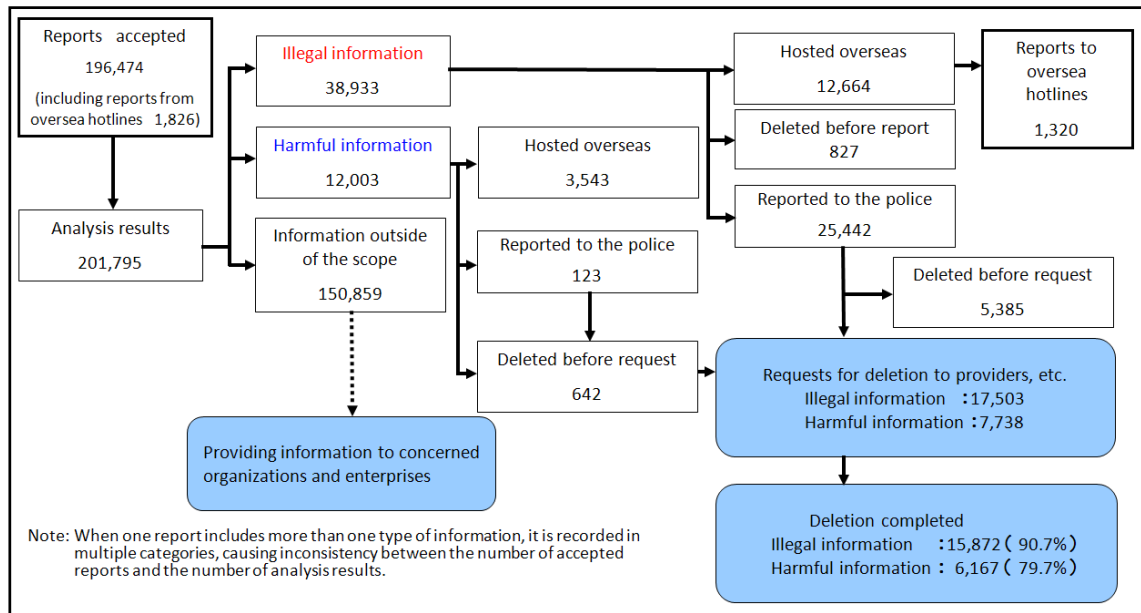 Reports accepted
196,474
(including reports from
oversea hotlines 1,826)
Analysis results
201,795
Illegal information
38,933
Harmful information
12,003
Information outside
of the scope
150,859
Hosted overseas
3,543
Reported to the police
123
Deleted before request
642
Hosted overseas
12,664
Deleted before report
827
Reported to the police
25,442
Reports to
oversea
hotlines
1,320
Deleted before request
5,385
Requests for deletion to providers, etc.
Illegal information :17,503
Harmful information :7,738
Providing information to concerned
organizations and enterprises
Deletion completed
Illegal information :15,872( 90.7%)
Harmful information : 6,167( 79.7%)
Note: When one report includes more than one type of information, it is recorded in
multiple categories, causing inconsistency between the number of accepted
reports and the number of analysis results.